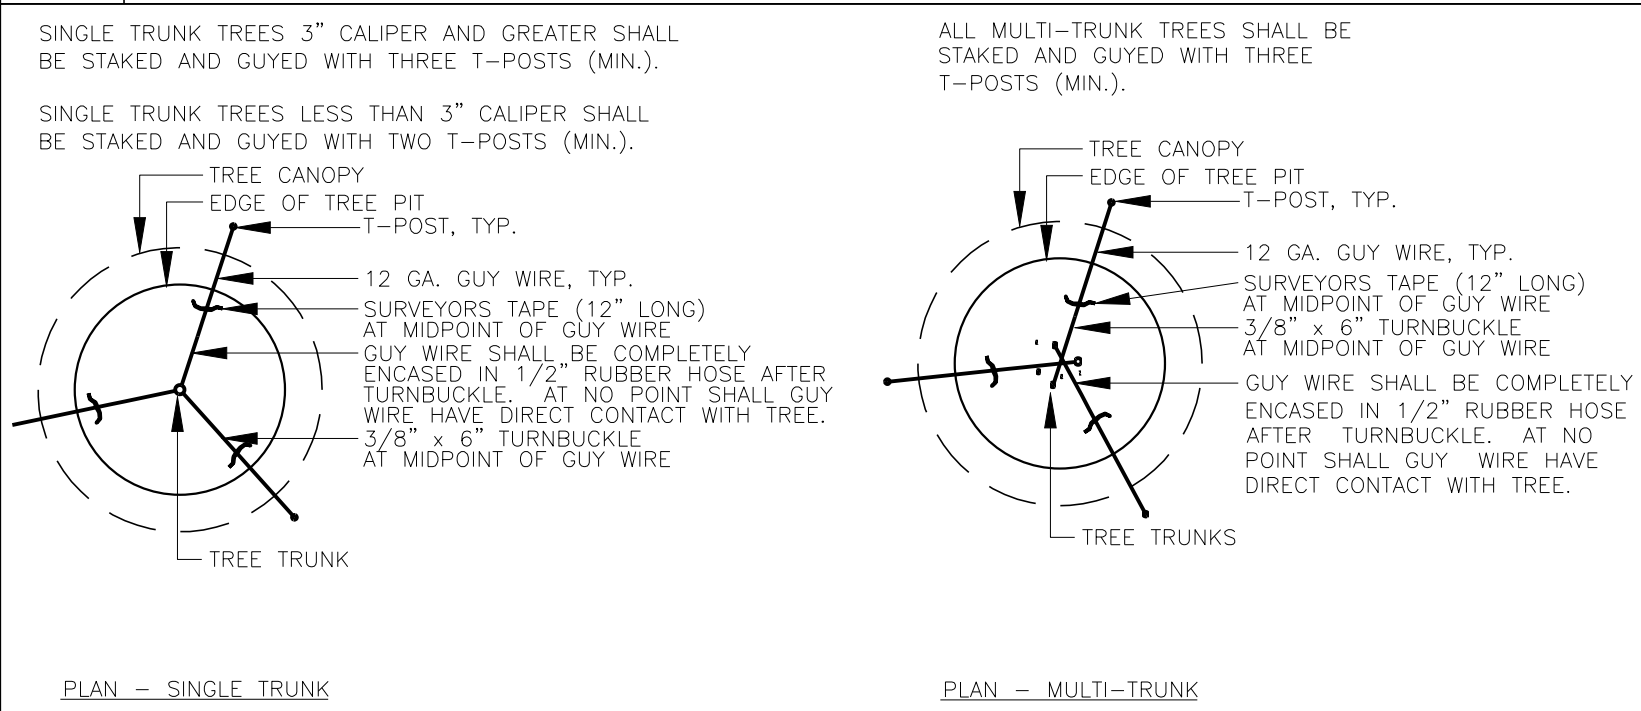 SINGLE TRUNK TREES 3” CALIPER AND GREATER SHALL
BE STAKED AND GUYED WITH THREE T-POSTS (MIN.).
SINGLE TRUNK TREES LESS THAN 3” CALIPER SHALL
BE STAKED AND GUYED WITH TWO T-POSTS (MIN.).
TREE CANOPY
EDGE OF TREE PIT
T-POST, TYP.
12 GA. GUY WIRE, TYP.
SURVEYORS TAPE (12” LONG)
AT MIDPOINT OF GUY WIRE
GUY WIRE SHALL BE COMPLETELY
ENCASED IN 1/2” RUBBER HOSE AFTER
TURNBUCKLE. AT NO POINT SHALL GUY
WIRE HAVE DIRECT CONTACT WITH TREE.
3/8” x 6” TURNBUCKLE
AT MIDPOINT OF GUY WIRE
TREE TRUNK
PLAN - SINGLE TRUNK
ALL MULTI-TRUNK TREES SHALL BE
STAKED AND GUYED WITH THREE
T-POSTS (MIN.).
TREE CANOPY
EDGE OF TREE PIT
T-POST, TYP.
12 GA. GUY WIRE, TYP.
SURVEYORS TAPE (12” LONG)
AT MIDPOINT OF GUY WIRE
3/8” x 6” TURNBUCKLE
AT MIDPOINT OF GUY WIRE
GUY WIRE SHALL BE COMPLETELY
ENCASED IN 1/2” RUBBER HOSE
AFTER TURNBUCKLE. AT NO
POINT SHALL GUY WIRE HAVE
DIRECT CONTACT WITH TREE.
TREE TRUNKS
PLAN - MULTI-TRUNK